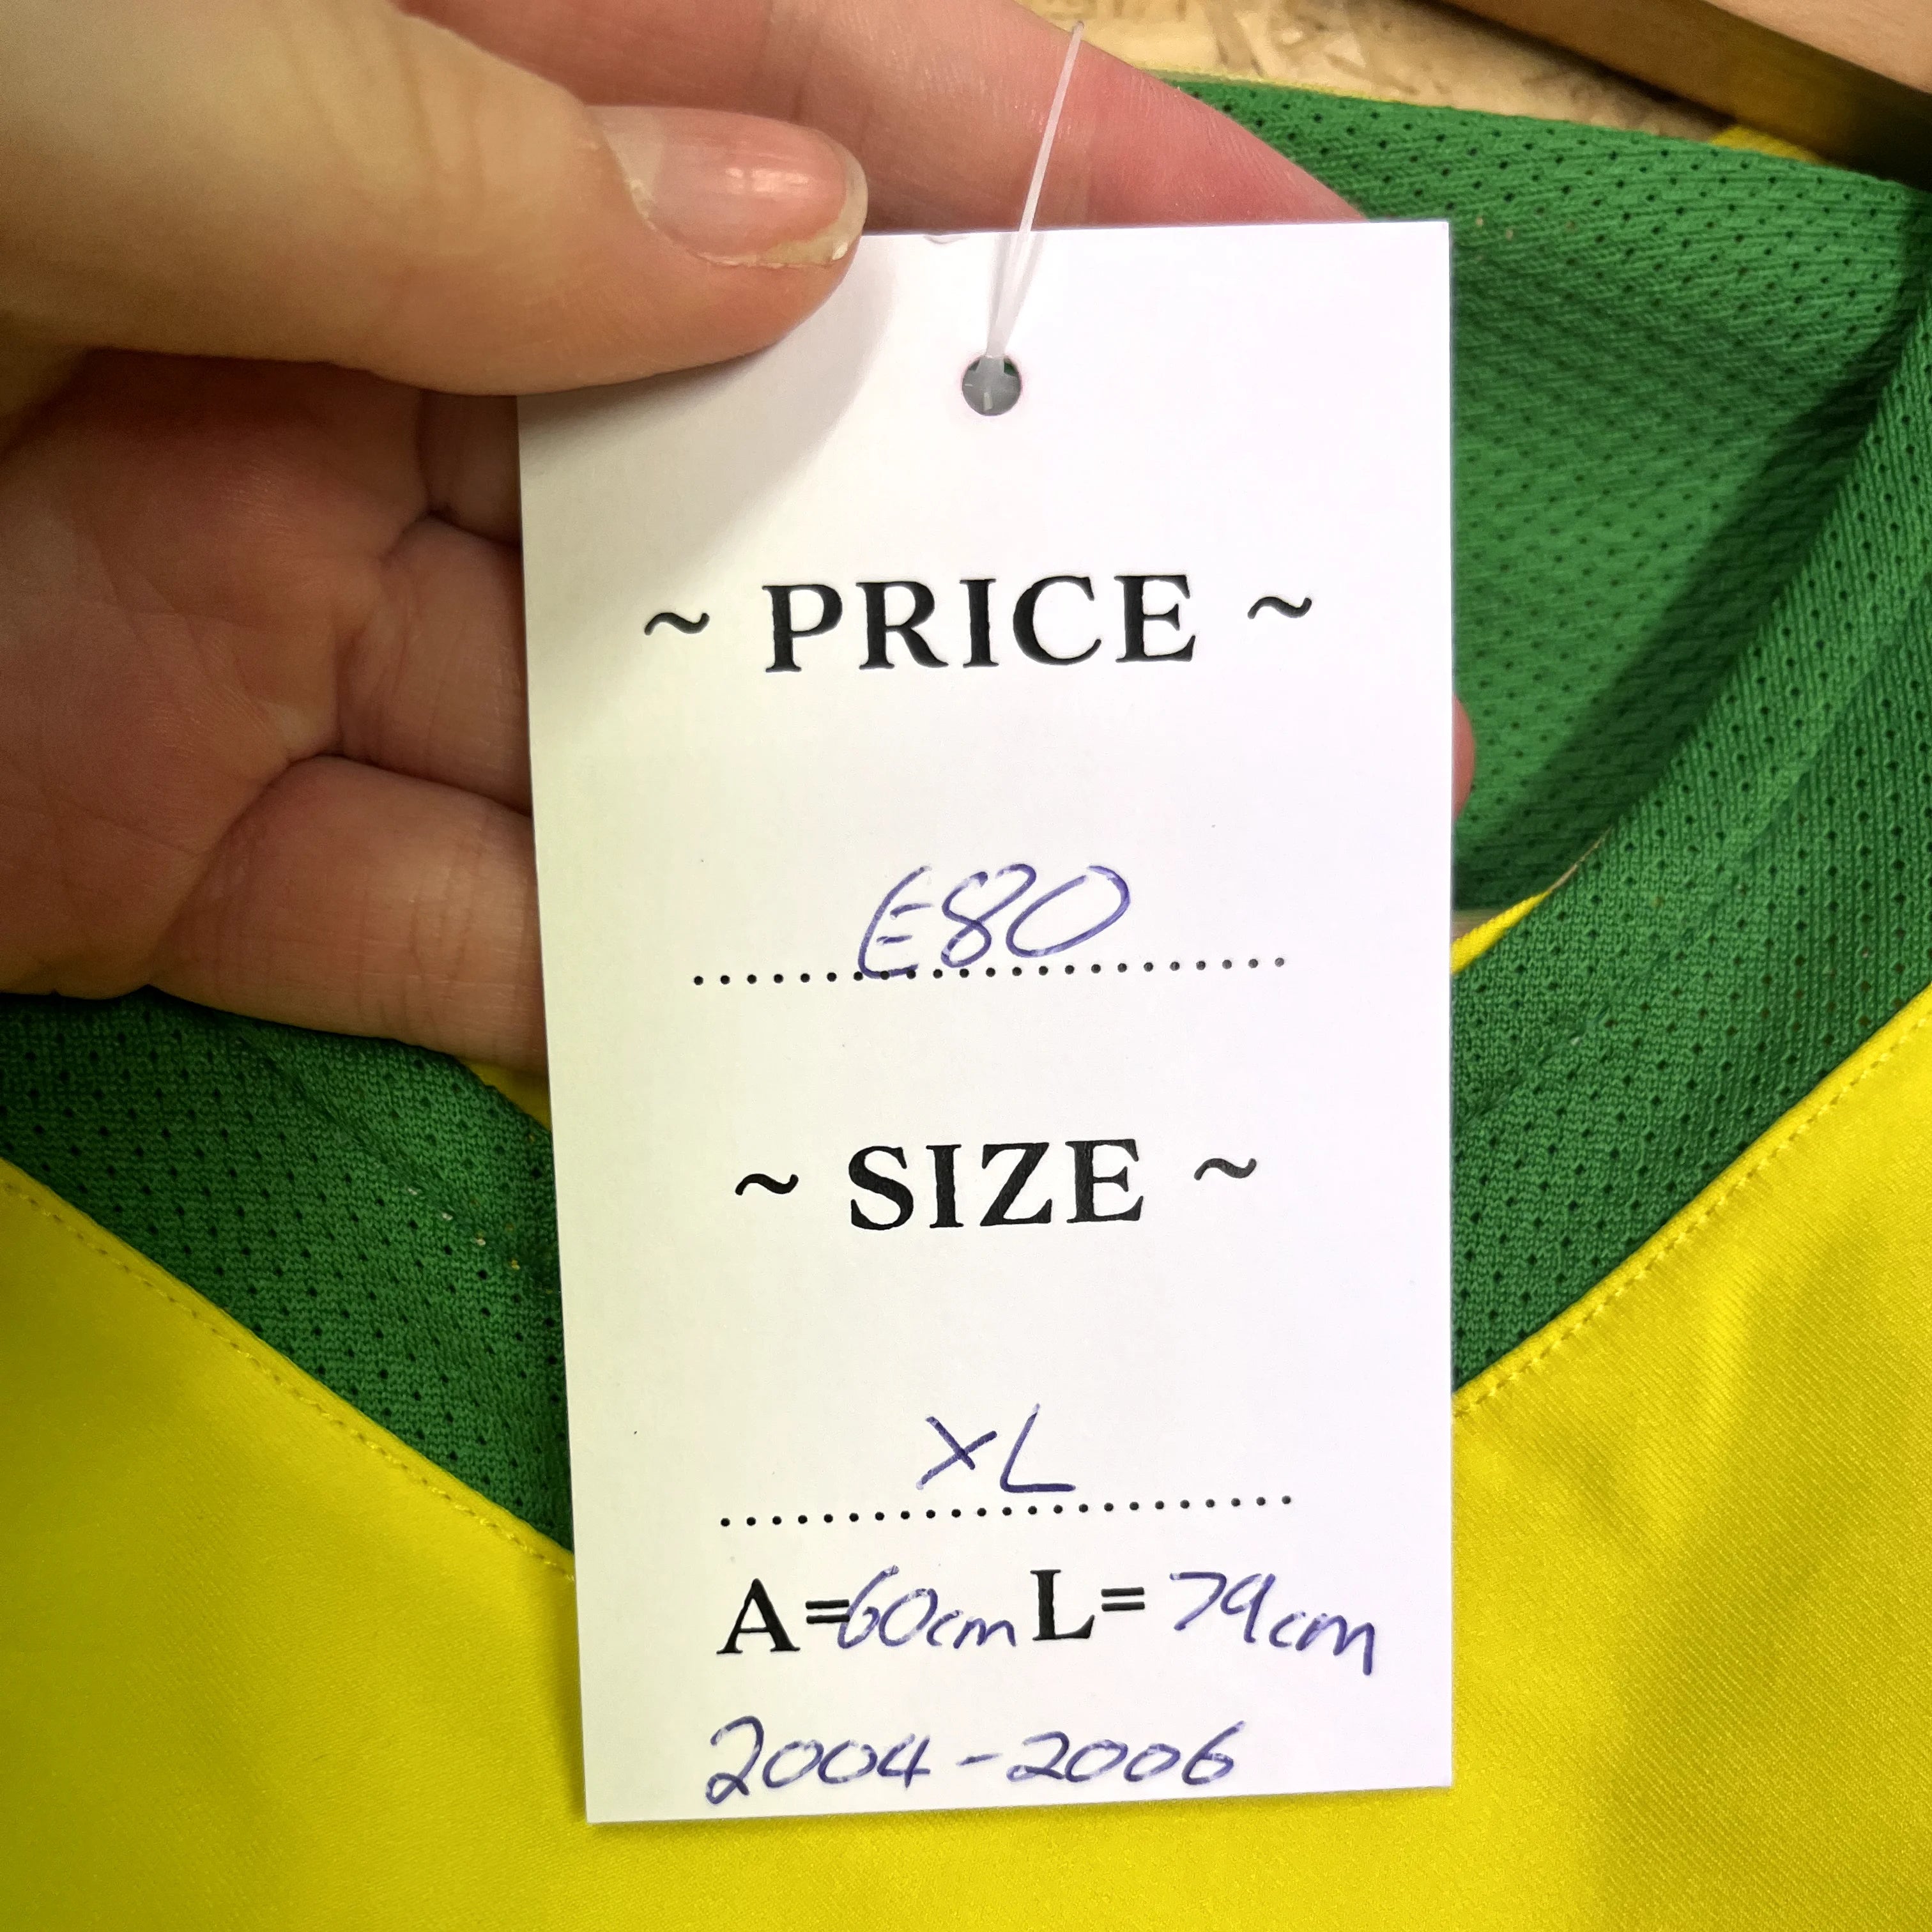 ~ PRICE ~
€80
~ SIZE ~
XL
A=60cm L=79cm
2004-2006